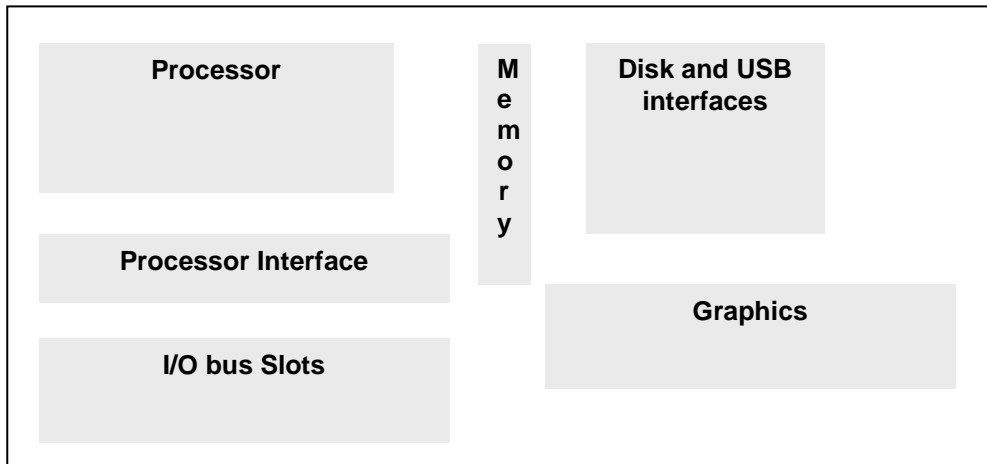 Processor
M
e
m
o
r
y
Disk and USB
interfaces
Processor Interface
Graphics
I/O bus Slots